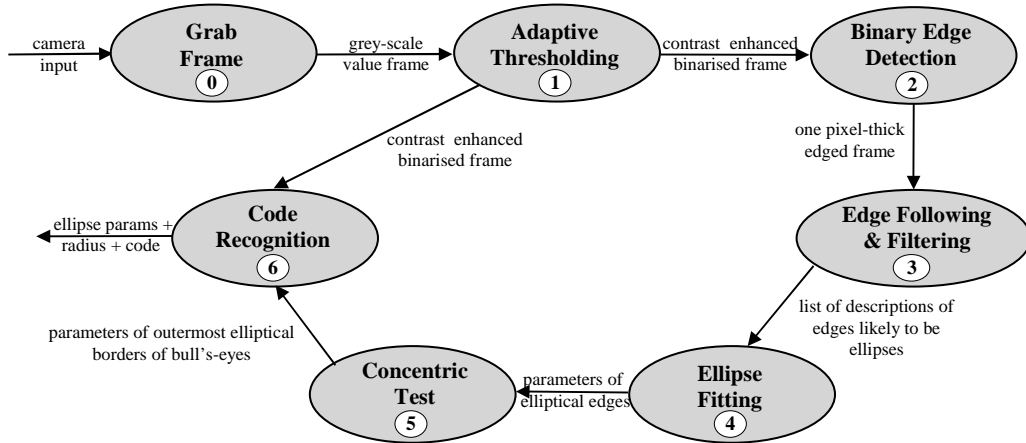 camera
input
Grab
Frame
0
grey-scale
value frame
Adaptive
Thresholding
1
contrast enhanced
binarised frame
Binary Edge
Detection
2
one pixel-thick
edged frame
Edge Following
& Filtering
3
list of descriptions of
edges likely to be
ellipses
Ellipse
Fitting
4
parameters of
elliptical edges
Concentric
Test
5
parameters of outermost elliptical
borders of bull's-eyes
contrast enhanced
binarised frame
Code
Recognition
6
ellipse params +
radius + code